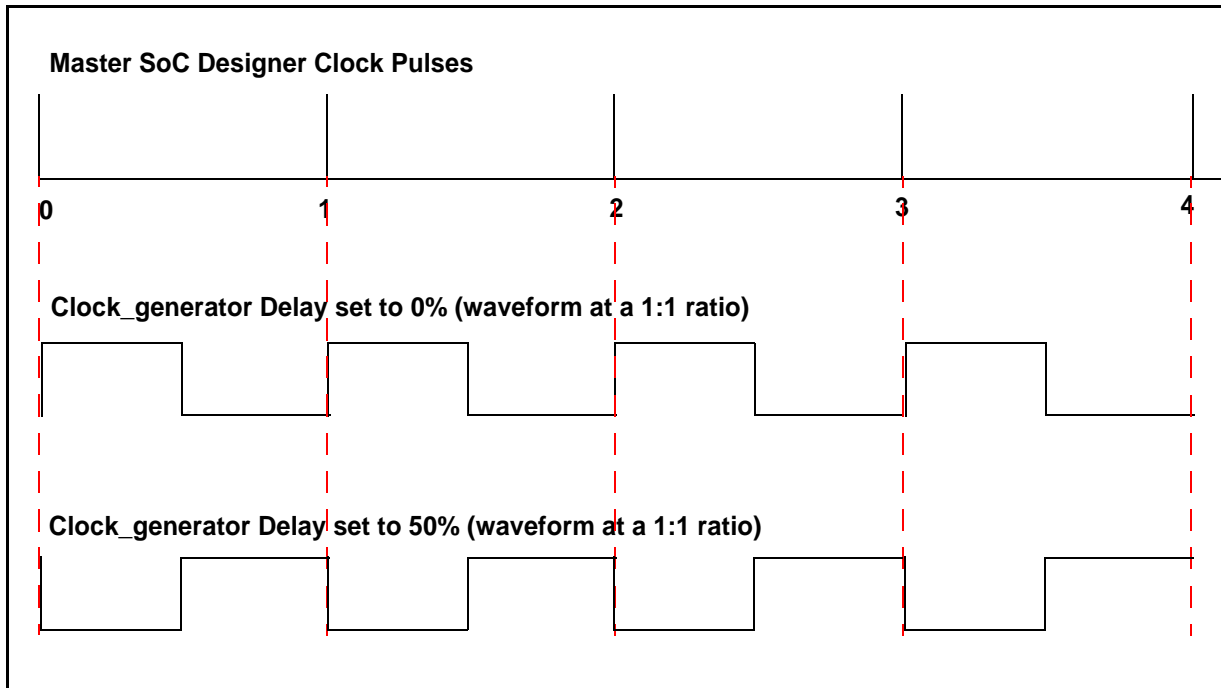 Master SoC Designer Clock Pulses
0 1 2 3 4
Clock_generator Delay set to 0% (waveform at a 1:1 ratio)
Clock_generator Delay set to 50% (waveform at a 1:1 ratio)